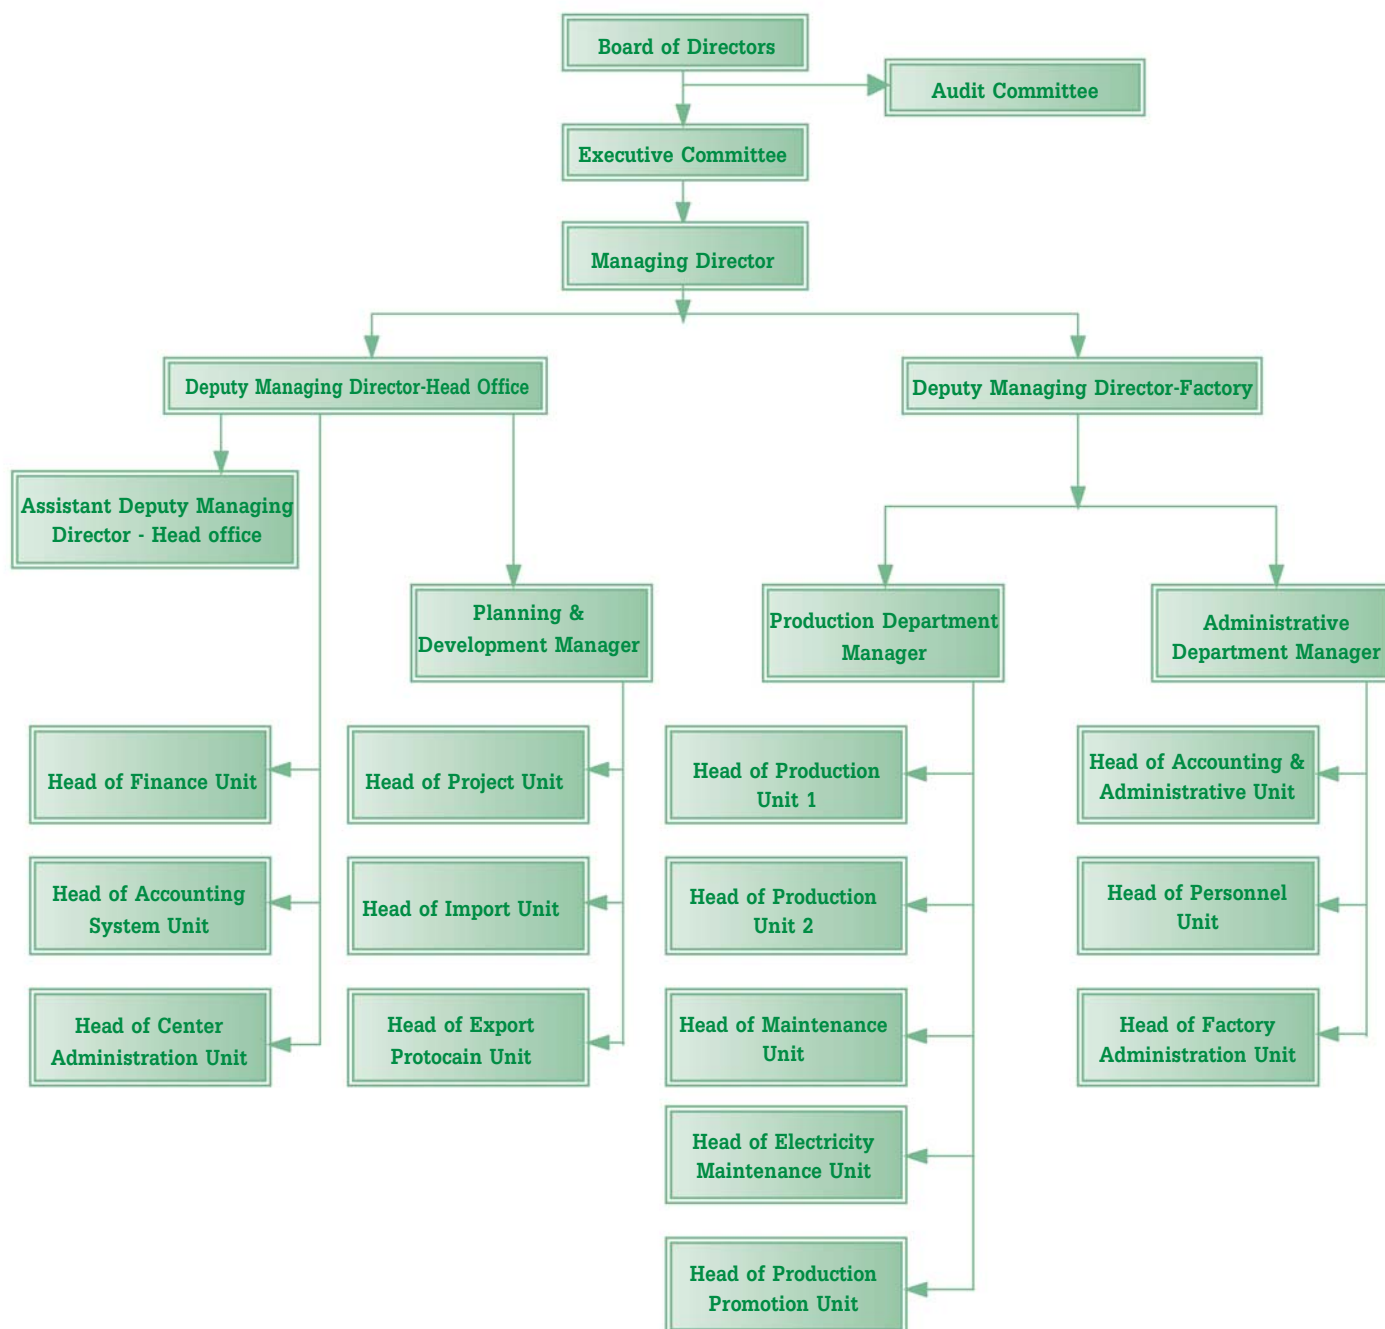 Board of Directors
Audit Committee
Executive Committee
Managing Director
Deputy Managing Director-Head Office
Deputy Managing Director-Factory
Assistant Deputy Managing
Director - Head office
Planning &
Development Manager
Production Department
Manager
Administrative
Department Manager
Head of Finance Unit
Head of Project Unit
Head of Production
Unit 1
Head of Accounting &
Administrative Unit
Head of Accounting
System Unit
Head of Import Unit
Head of Production
Unit 2
Head of Personnel
Unit
Head of Center
Administration Unit
Head of Export
Protocain Unit
Head of Maintenance
Unit
Head of Factory
Administration Unit
Head of Electricity
Maintenance Unit
Head of Production
Promotion Unit